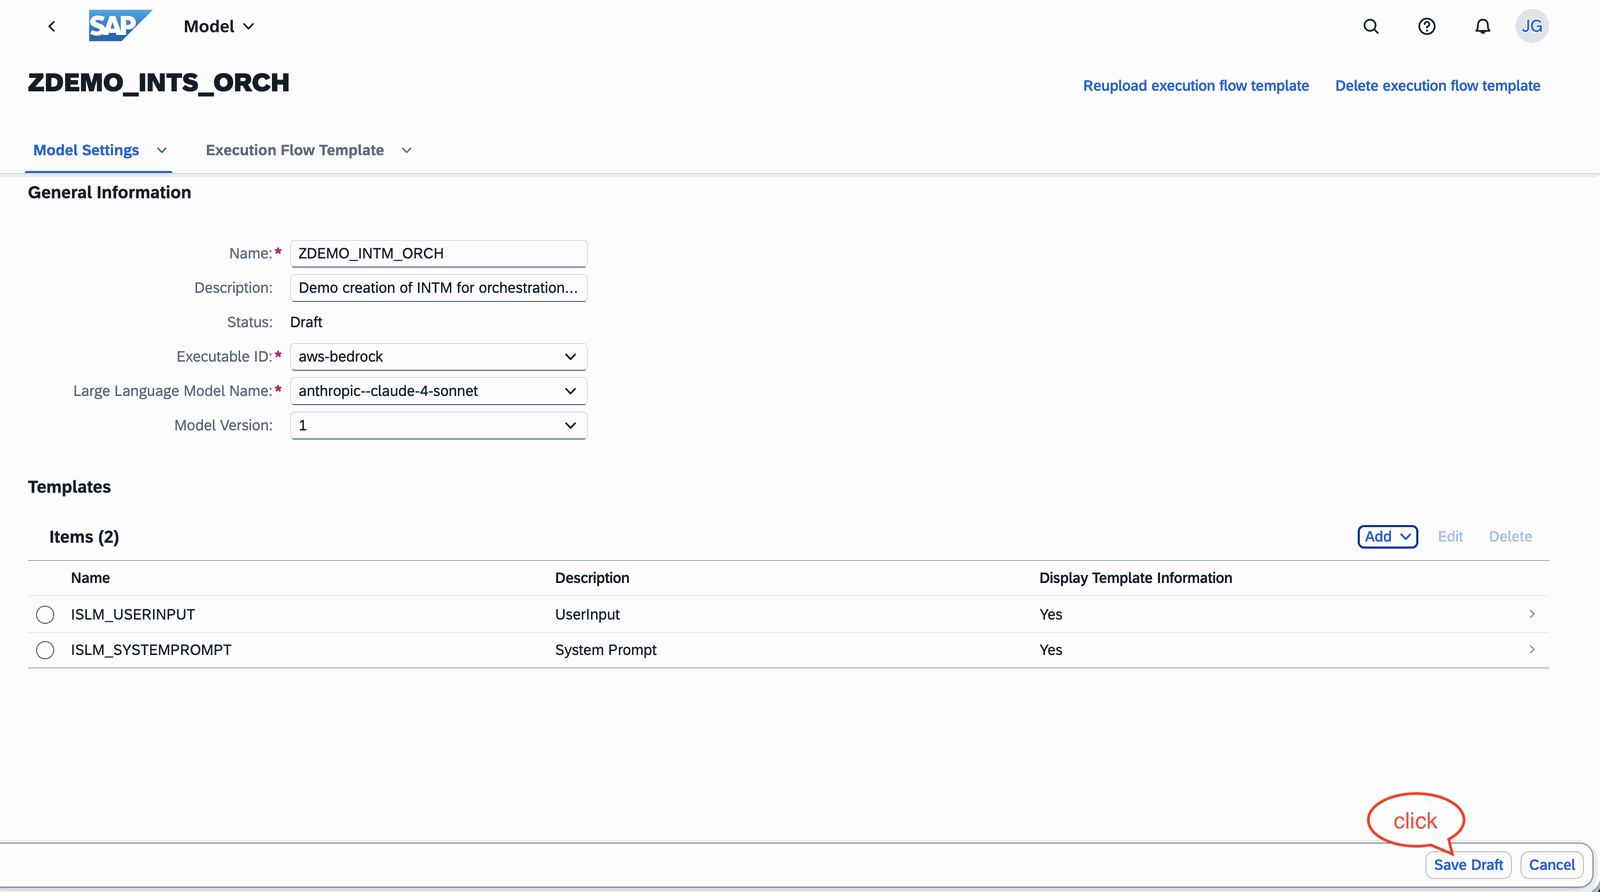 SAP Model JG
ZDEMO_INTS_ORCH
Reupload execution flow template Delete execution flow template
Model Settings Execution Flow Template
General Information
Name:* ZDEMO_INTM_ORCH
Description: Demo creation of INTM for orchestration...
Status: Draft
Executable ID:* aws-bedrock
Large Language Model Name:* anthropic--claude-4-sonnet
Model Version: 1
Templates
Items (2) Add Edit Delete
Name Description Display Template Information
ISLM_USERINPUT UserInput Yes
ISLM_SYSTEMPROMPT System Prompt Yes
click
Save Draft Cancel